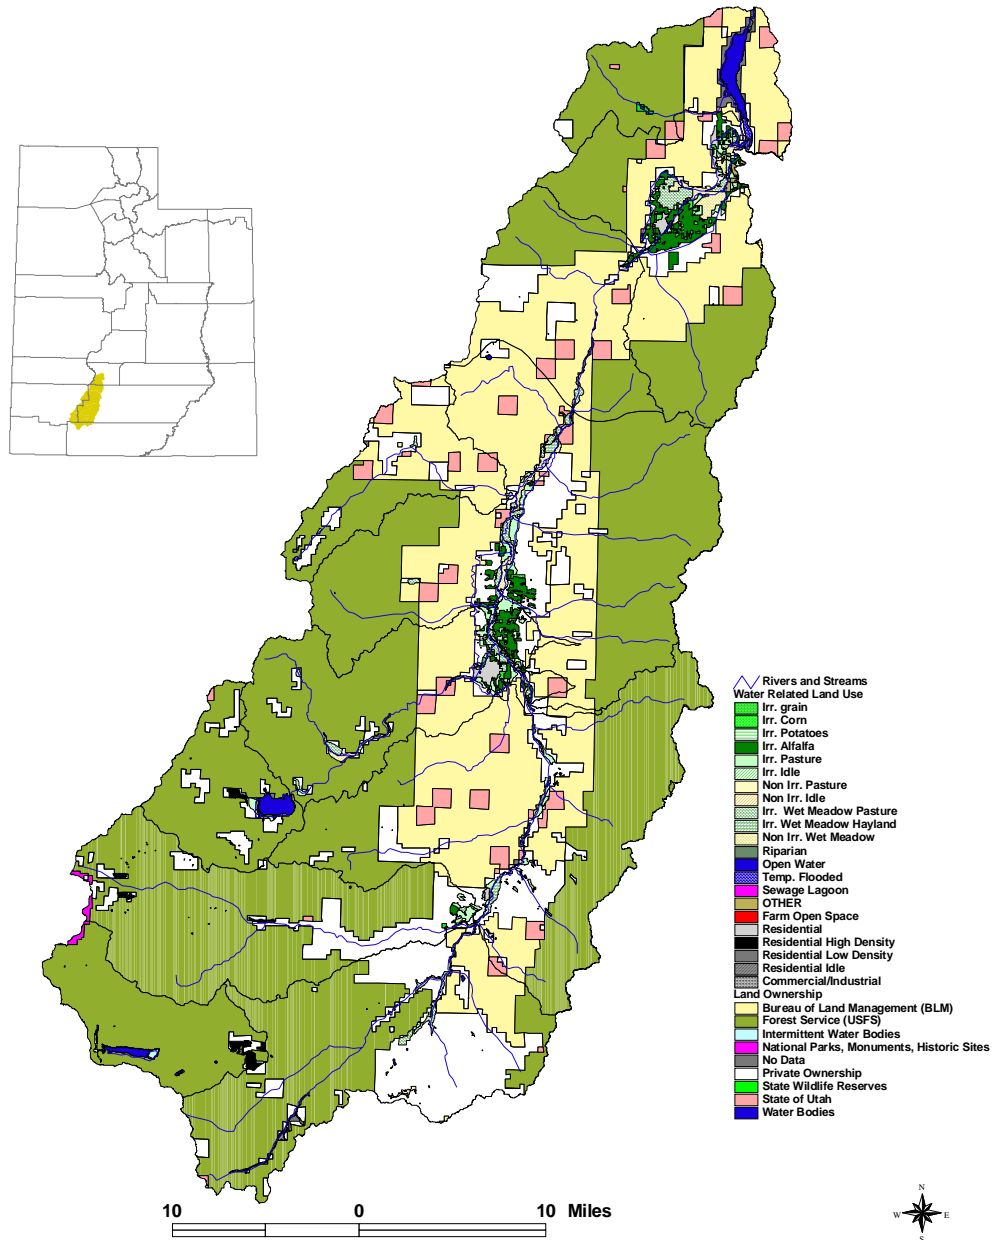 Rivers and Streams
Water Related Land Use
Irr. grain
Irr. Corn
Irr. Potatoes
Irr. Alfalfa
Irr. Pasture
Irr. Idle
Non Irr. Pasture
Non Irr. Idle
Irr. Wet Meadow Pasture
Irr. Wet Meadow Hayland
Non Irr. Wet Meadow
Riparian
Open Water
Temp. Flooded
Sewage Lagoon
OTHER
Farm Open Space
Residential
Residential High Density
Residential Low Density
Residential Idle
Commercial/Industrial
Land Ownership
Bureau of Land Management (BLM)
Forest Service (USFS)
Intermittent Water Bodies
National Parks, Monuments, Historic Sites
No Data
Private Ownership
State Wildlife Reserves
State of Utah
Water Bodies
10 0 10 Miles
N
W E
S